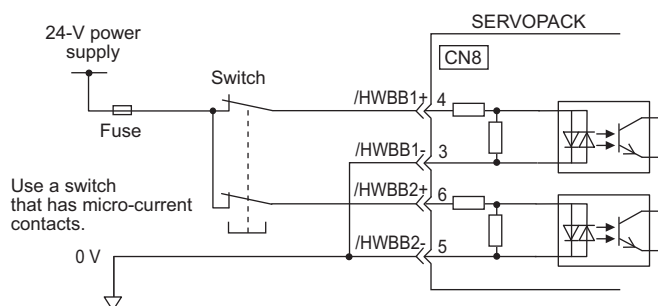 SERVOPACK
24-V power
supply
CN8
Switch
/HWBB1+
4
Fuse
/HWBB1-
3
Use a switch
that has micro-current
contacts.
/HWBB2+
6
0 V
/HWBB2-
5